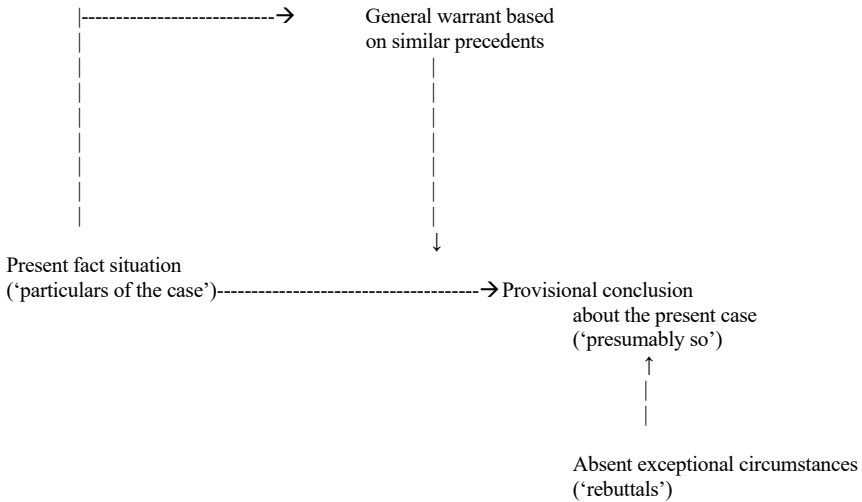 General warrant based
on similar precedents
Present fact situation
(‘particulars of the case’)--------------------------------------→ Provisional conclusion
about the present case
(‘presumably so’)
Absent exceptional circumstances
(‘rebuttals’)